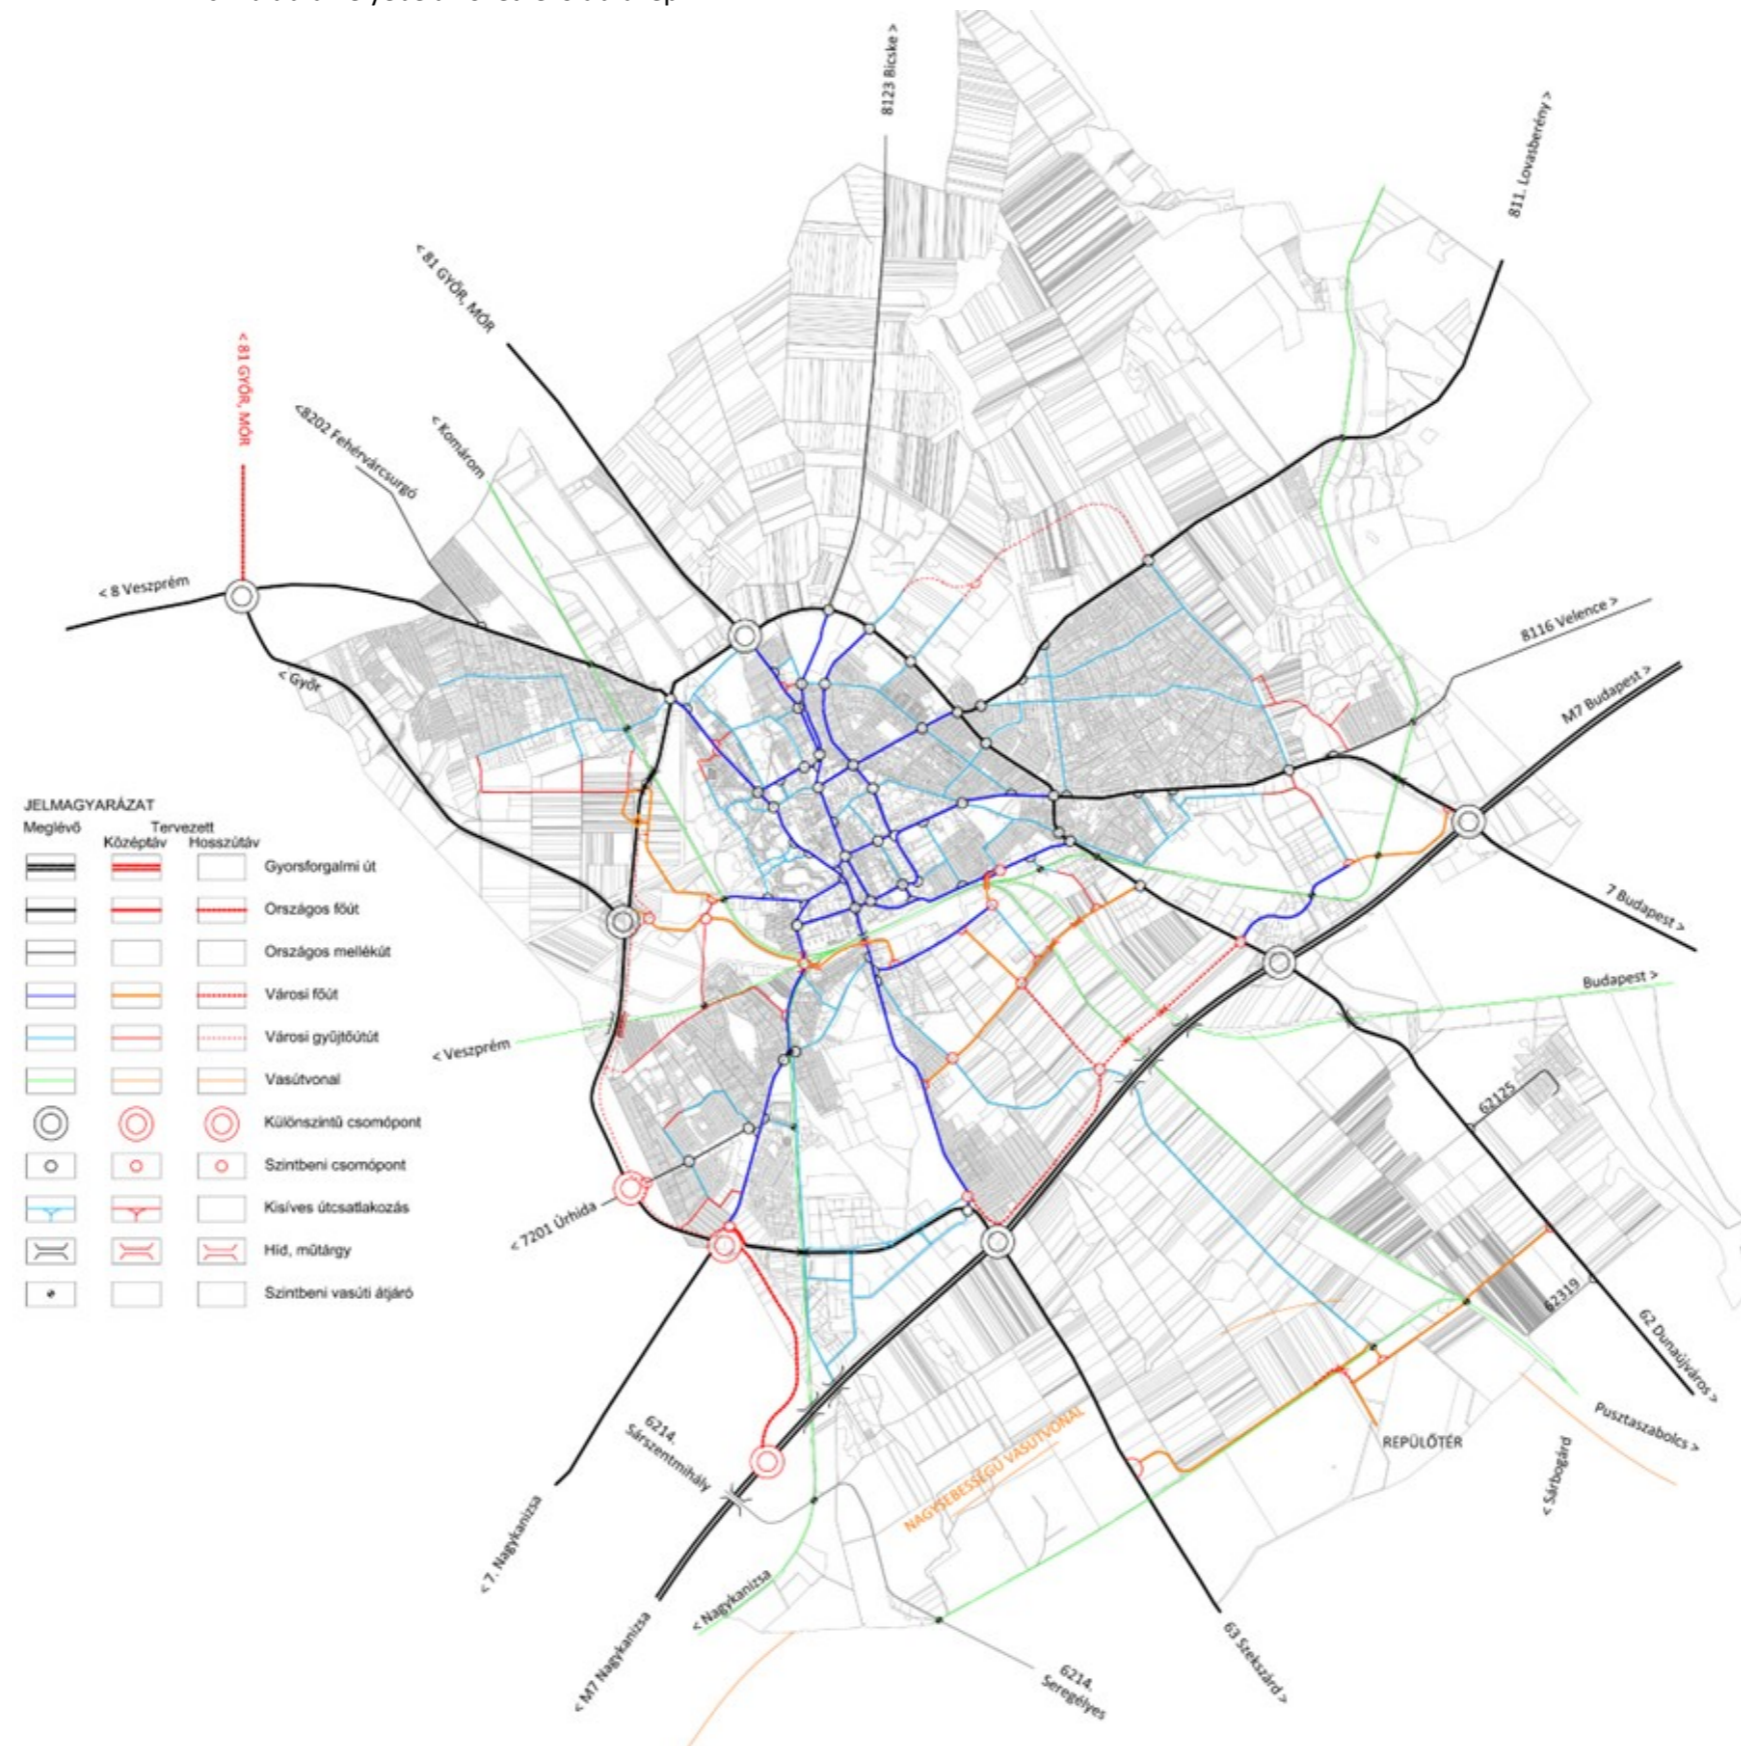 8123 Bicske >
811. Lovasberény >
< 81 GYŐR, MÓR
< 81 GYŐR, MÓR
<8202 Fehérvárcsurgó
< Komárom
< 8 Veszprém
8116 Velence >
< Győr
M7 Budapest >
JELMAGYARÁZAT
Meglévő Tervezett
Középtáv Hosszútáv
Gyorsforgalmi út
Országos főút
Országos mellékút
Városi főút
Városi gyűjtőútút
Vasútvonal
Különszintű csomópont
Szintbeni csomópont
Kisíves útcsatlakozás
Híd, műtárgy
Szintbeni vasúti átjáró
7 Budapest >
Budapest >
< Veszprém
62125
< 7201 Úrhida
62319
62 Dunaújváros >
Pusztaszabolcs >
6214.
Sárszentmihály
NAGYSEBESSÉGŰ VASÚTVONAL
REPÜLŐTÉR
< Sárbogárd
< 7. Nagykanizsa
< Nagykanizsa
< M7 Nagykanizsa
63 Szekszárd >
6214.
Seregélyes